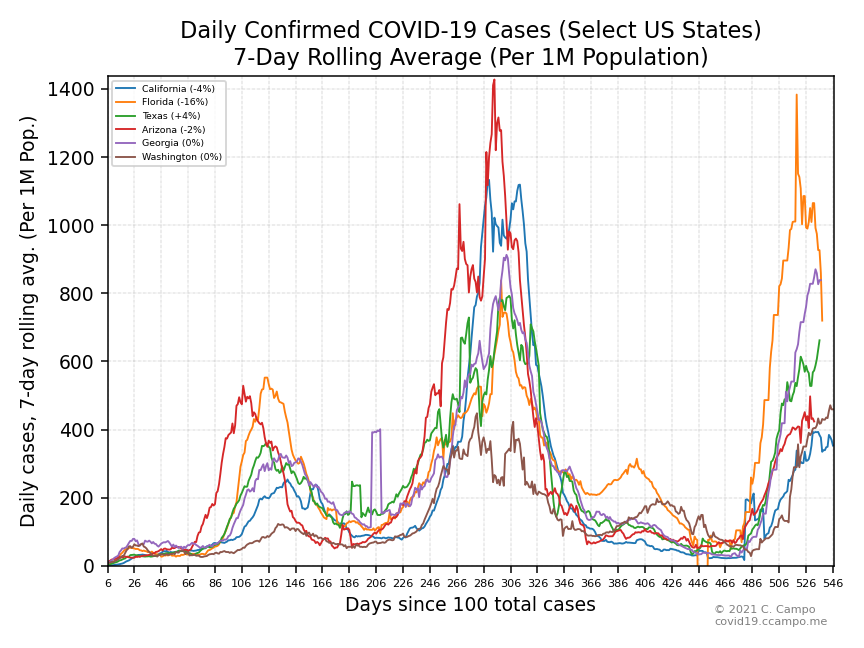 Daily Confirmed COVID-19 Cases (Select US States)
7-Day Rolling Average (Per 1M Population)
Daily cases, 7-day rolling avg. (Per 1M Pop.)
1400
1200
1000
800
600
400
200
0
California (-4%)
Florida (-16%)
Texas (+4%)
Arizona (-2%)
Georgia (0%)
Washington (0%)
6 26 46 66 86 106 126 146 166 186 206 226 246 266 286 306 326 346 366 386 406 426 446 466 486 506 526 546
Days since 100 total cases
© 2021 C. Campo
covid19.ccampo.me